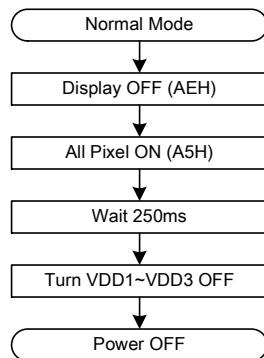 Normal Mode
Display OFF (AEH)
All Pixel ON (A5H)
Wait 250ms
Turn VDD1~VDD3 OFF
Power OFF